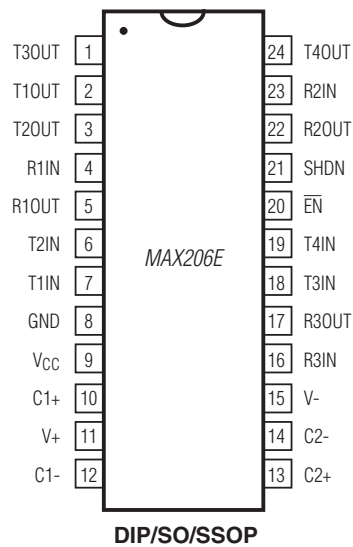 T3OUT 1 24 T4OUT
T1OUT 2 23 R2IN
T2OUT 3 22 R2OUT
R1IN 4 21 SHDN
R1OUT 5 20 E̅N̅
T2IN 6 19 T4IN
T1IN 7 18 T3IN
MAX206E
GND 8 17 R3OUT
VCC 9 16 R3IN
C1+ 10 15 V-
V+ 11 14 C2-
C1- 12 13 C2+
DIP/SO/SSOP